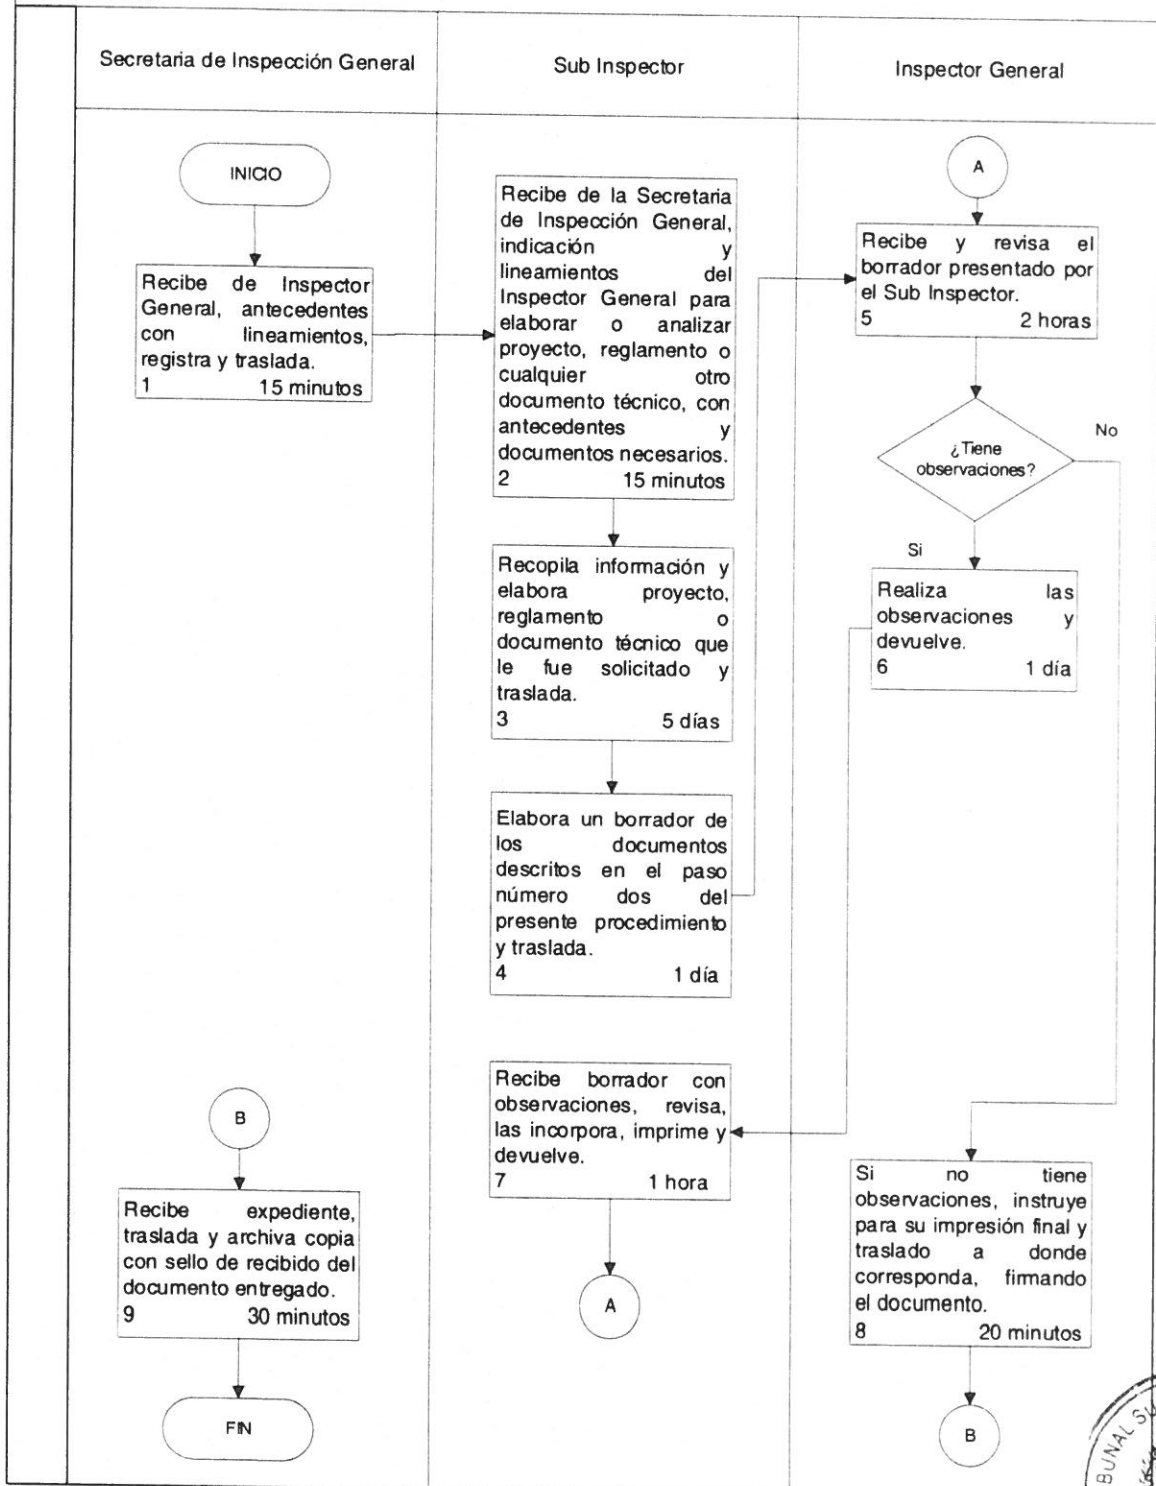 Secretaria de Inspección General
Sub Inspector
Inspector General
INICIO
Recibe de Inspector
General, antecedentes
con lineamientos,
registra y traslada.
1 15 minutos
Recibe de la Secretaria
de Inspección General,
indicación y
lineamientos del
Inspector General para
elaborar o analizar
proyecto, reglamento o
cualquier otro
documento técnico, con
antecedentes y
documentos necesarios.
2 15 minutos
Recopila información y
elabora proyecto,
reglamento o
documento técnico que
le fue solicitado y
traslada.
3 5 días
Elabora un borrador de
los documentos
descritos en el paso
número dos del
presente procedimiento
y traslada.
4 1 día
A
Recibe y revisa el
borrador presentado por
el Sub Inspector.
5 2 horas
¿Tiene
observaciones?
No
Si
Realiza las
observaciones y
devuelve.
6 1 día
Recibe borrador con
observaciones, revisa,
las incorpora, imprime y
devuelve.
7 1 hora
A
Si no tiene
observaciones, instruye
para su impresión final y
traslado a donde
corresponda, firmando
el documento.
8 20 minutos
B
B
Recibe expediente,
traslada y archiva copia
con sello de recibido del
documento entregado.
9 30 minutos
FIN
BUNAL SU